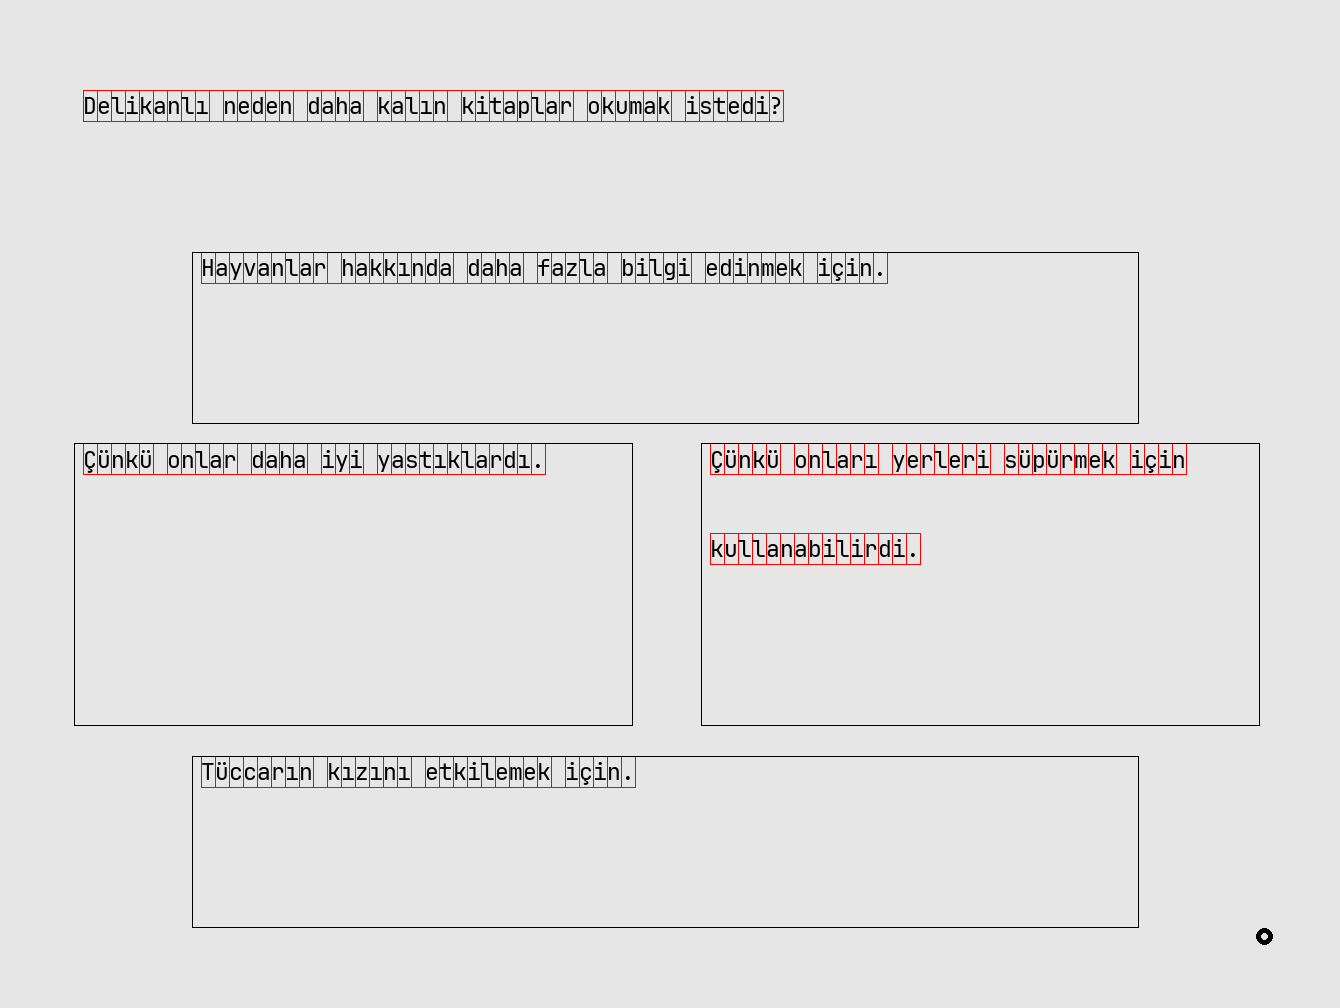 Delikanlı neden daha kalın kitaplar okumak istedi?
Hayvanlar hakkında daha fazla bilgi edinmek için.
Çünkü onlar daha iyi yastıklardı.
Çünkü onları yerleri süpürmek için
kullanabilirdi.
Tüccarın kızını etkilemek için.